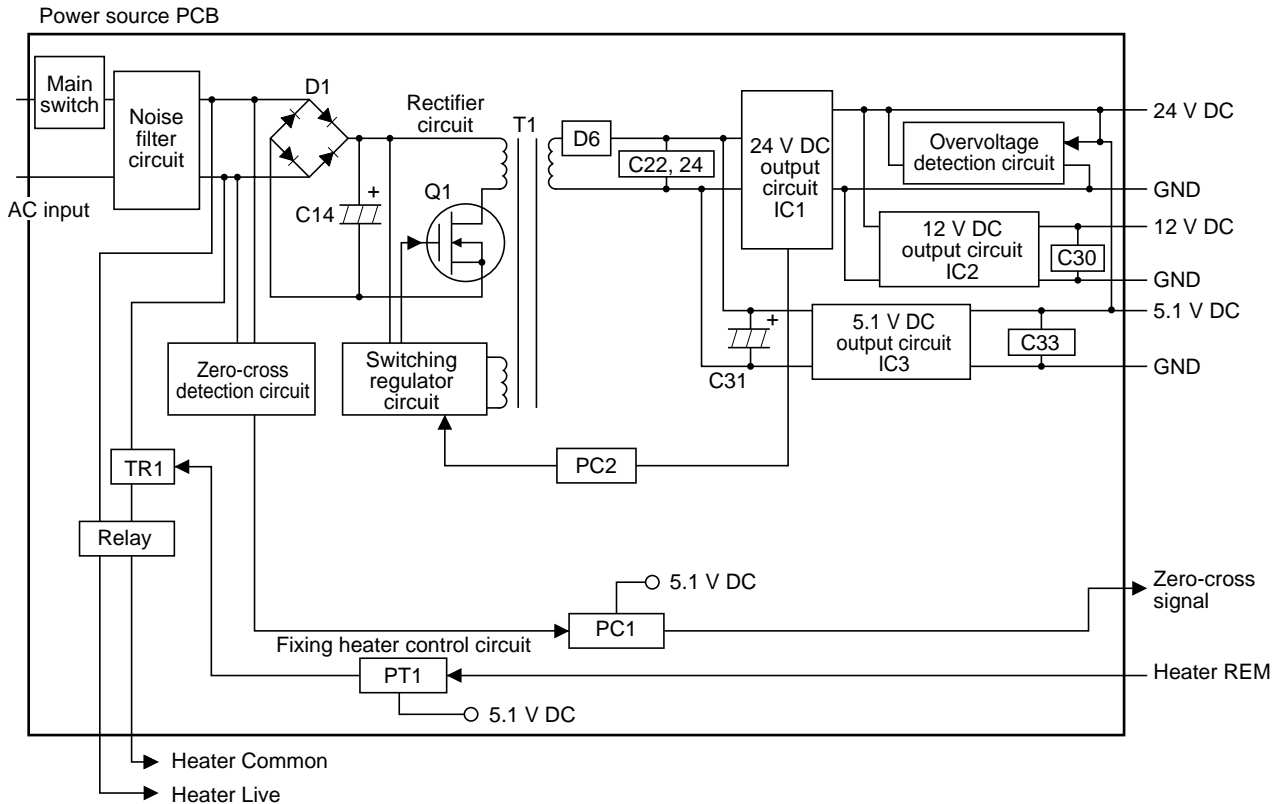 Power source PCB
Main
switch
Noise
filter
circuit
AC input
D1
Rectifier
circuit
T1
D6
C22, 24
24 V DC
output
circuit
IC1
Overvoltage
detection circuit
24 V DC
GND
12 V DC
output circuit
IC2
C30
12 V DC
GND
C14
+
Q1
5.1 V DC
output circuit
IC3
C31
+
C33
5.1 V DC
GND
Zero-cross
detection circuit
Switching
regulator
circuit
PC2
TR1
Relay
5.1 V DC
PC1
Zero-cross
signal
Fixing heater control circuit
PT1
Heater REM
5.1 V DC
Heater Common
Heater Live